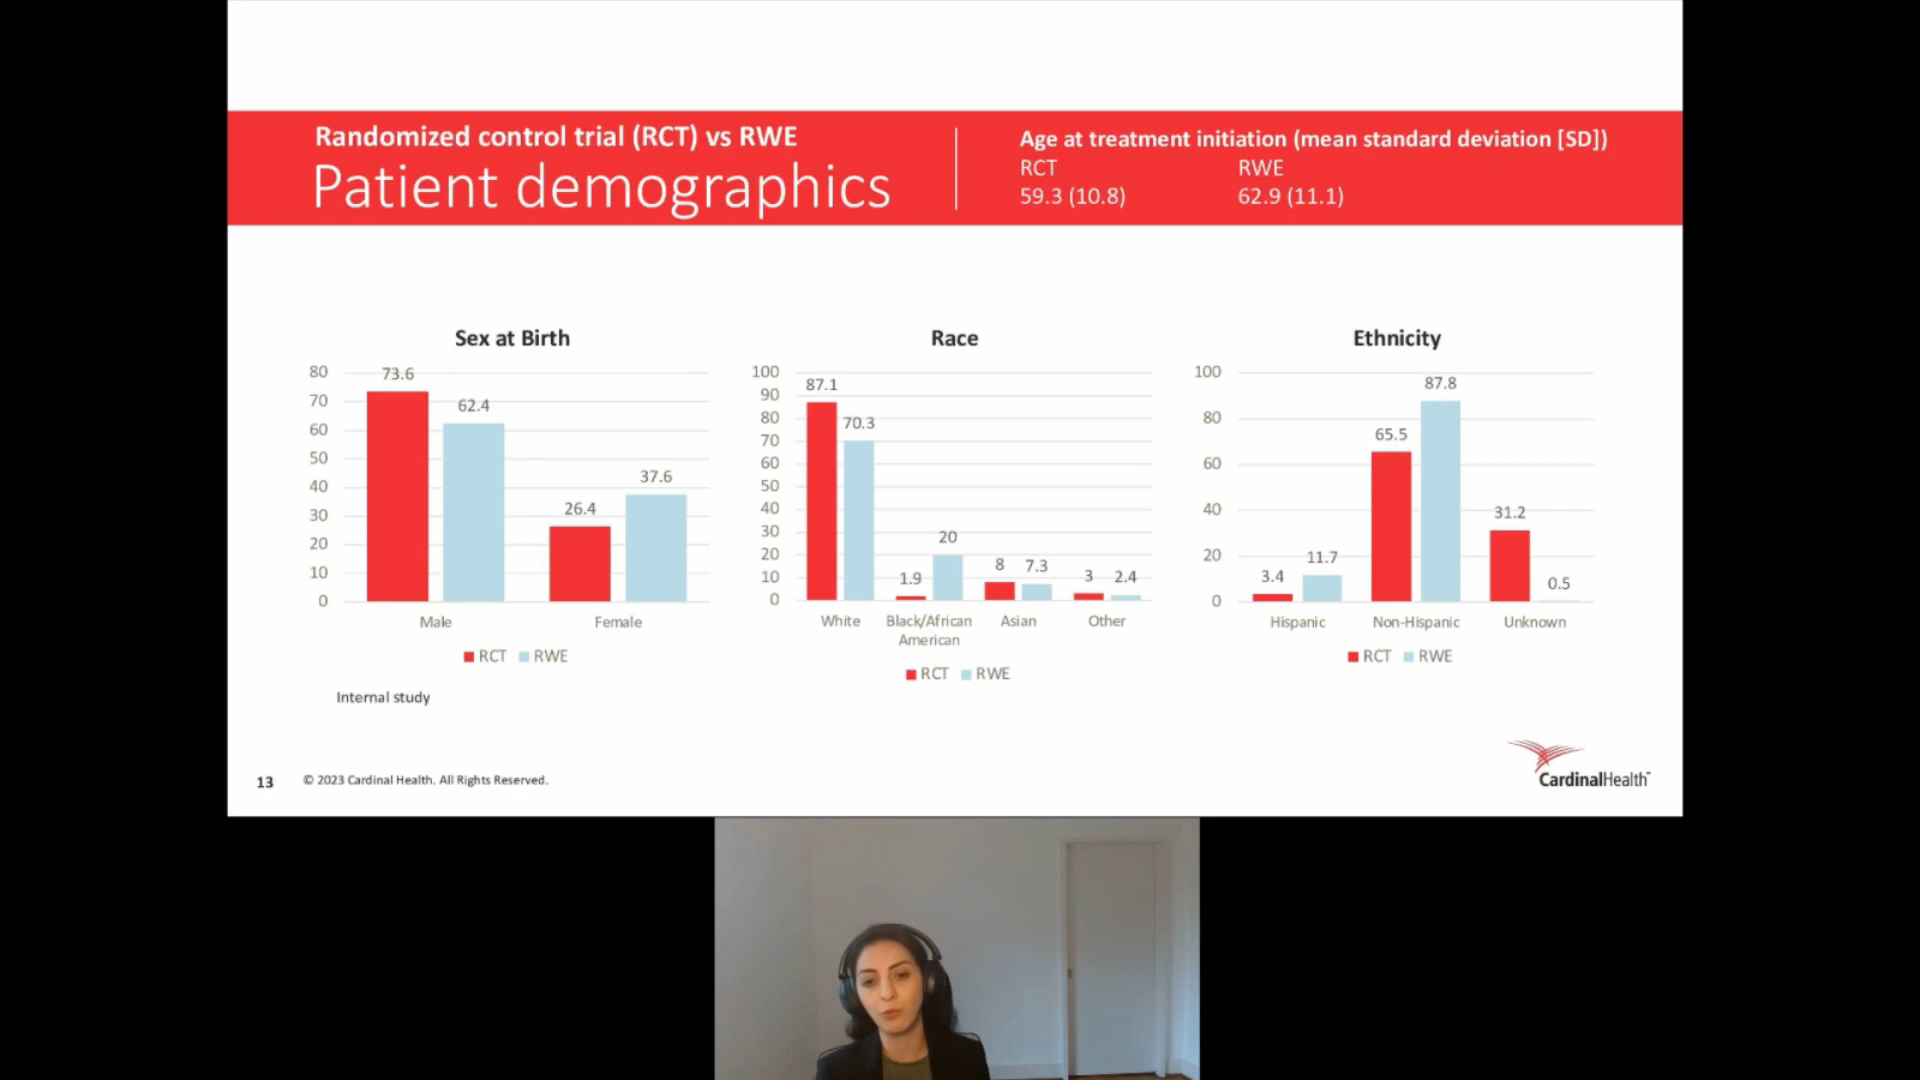 Randomized control trial (RCT) vs RWE
Patient demographics
Age at treatment initiation (mean standard deviation [SD])
RCT RWE
59.3 (10.8) 62.9 (11.1)
Sex at Birth
80
70
60
50
40
30
20
10
0
73.6
62.4
26.4
37.6
Male Female
RCT RWE
Internal study
Race
100
90
80
70
60
50
40
30
20
10
0
87.1
70.3
1.9
20
8
7.3
3
2.4
White Black/African American Asian Other
RCT RWE
Ethnicity
100
80
60
40
20
0
3.4
11.7
65.5
87.8
31.2
0.5
Hispanic Non-Hispanic Unknown
RCT RWE
13 © 2023 Cardinal Health. All Rights Reserved.
CardinalHealth™